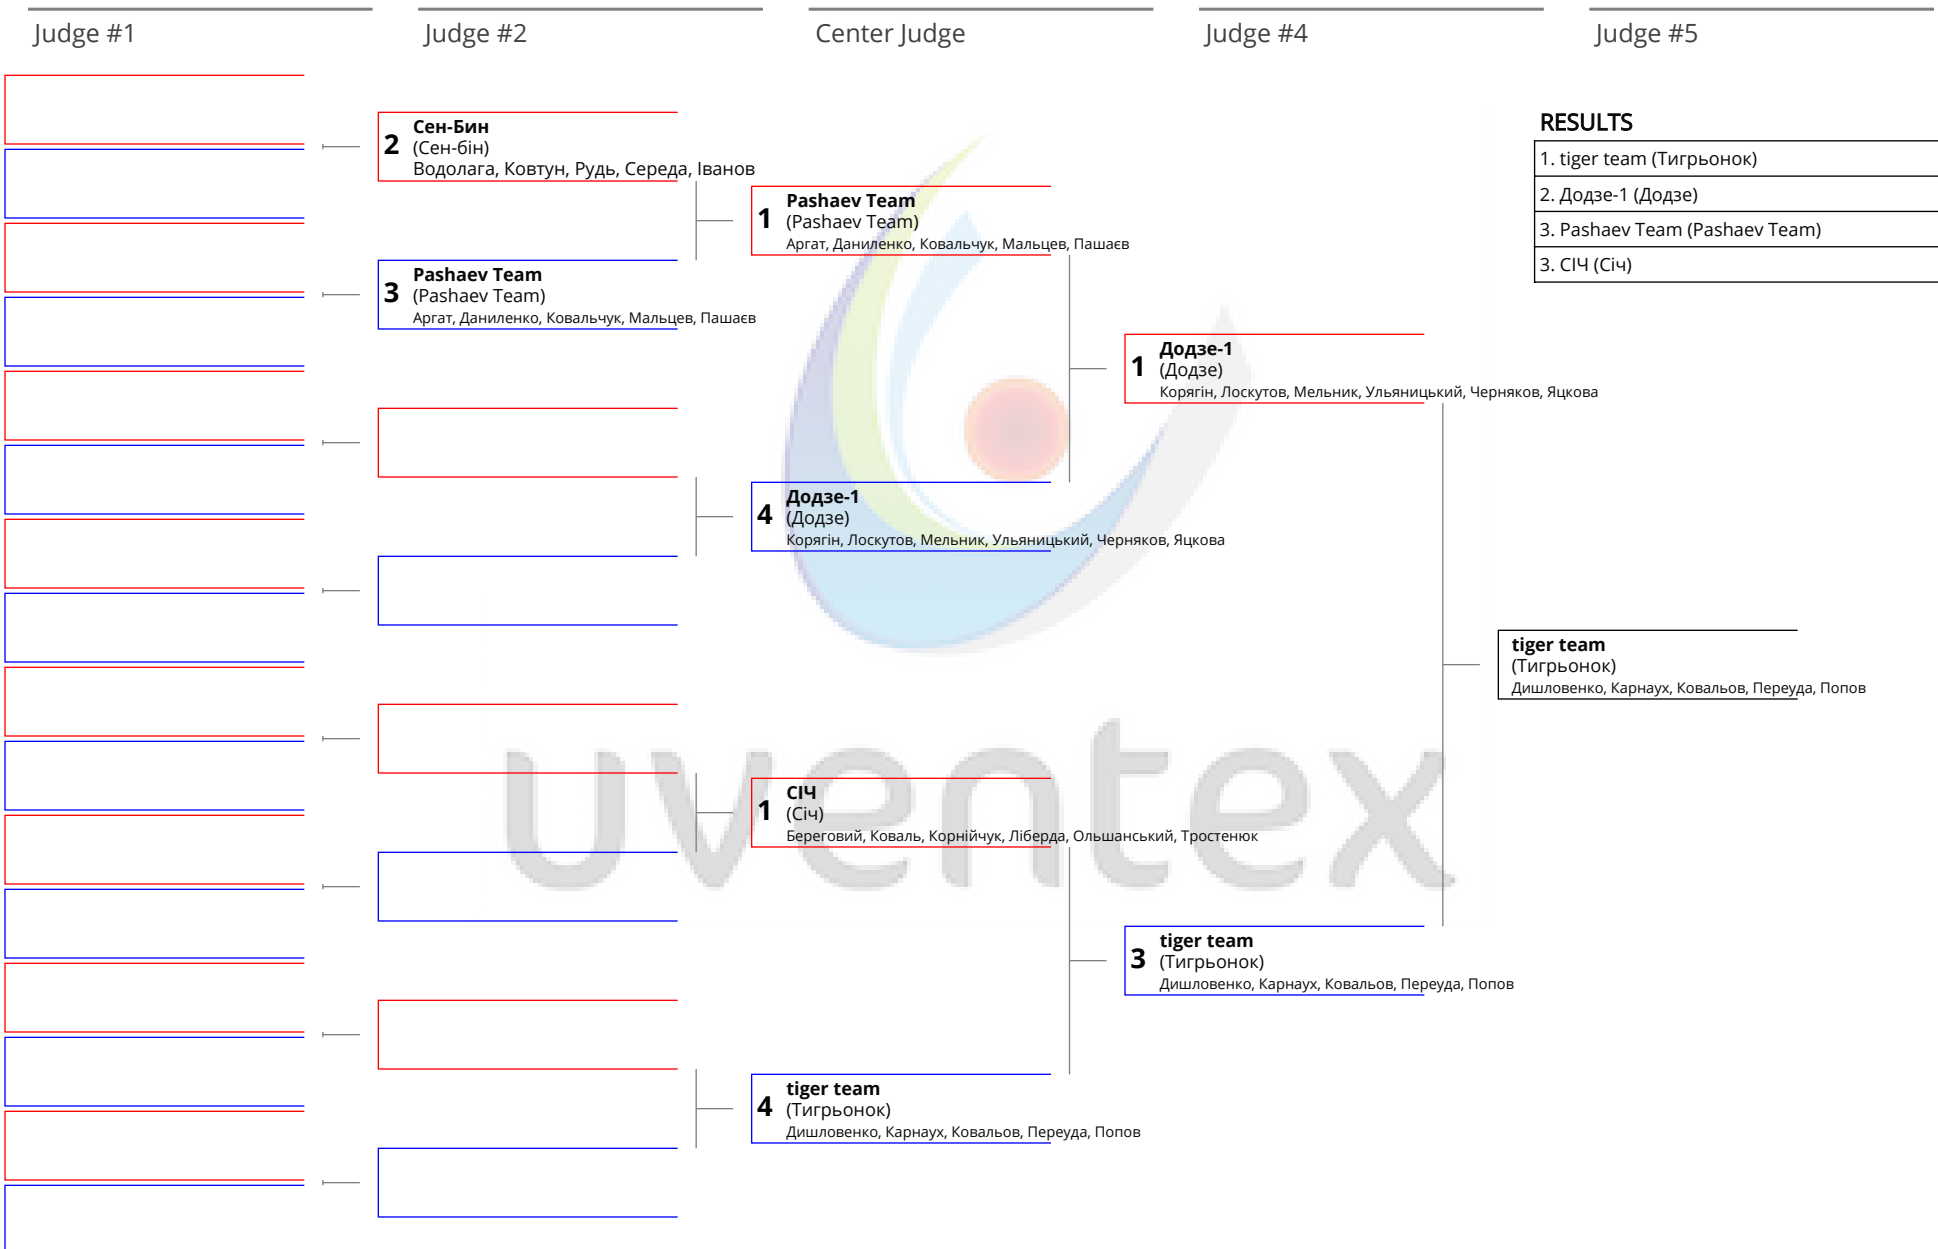 Judge #1
Judge #2
Center Judge
Judge #4
Judge #5
2
Сен-Бин
(Сен-бін)
Водолага, Ковтун, Рудь, Середа, Іванов
3
Pashaev Team
(Pashaev Team)
Аргат, Даниленко, Ковальчук, Мальцев, Пашаєв
1
Pashaev Team
(Pashaev Team)
Аргат, Даниленко, Ковальчук, Мальцев, Пашаєв
4
Додзе-1
(Додзе)
Корягін, Лоскутов, Мельник, Ульяницький, Черняков, Яцкова
1
СІЧ
(Січ)
Береговий, Коваль, Корнійчук, Ліберда, Ольшанський, Тростенюк
4
tiger team
(Тигрьонок)
Дишловенко, Карнаух, Ковальов, Переуда, Попов
1
Додзе-1
(Додзе)
Корягін, Лоскутов, Мельник, Ульяницький, Черняков, Яцкова
3
tiger team
(Тигрьонок)
Дишловенко, Карнаух, Ковальов, Переуда, Попов
tiger team
(Тигрьонок)
Дишловенко, Карнаух, Ковальов, Переуда, Попов
RESULTS
1. tiger team (Тигрьонок)
2. Додзе-1 (Додзе)
3. Pashaev Team (Pashaev Team)
3. СІЧ (Січ)
uventex